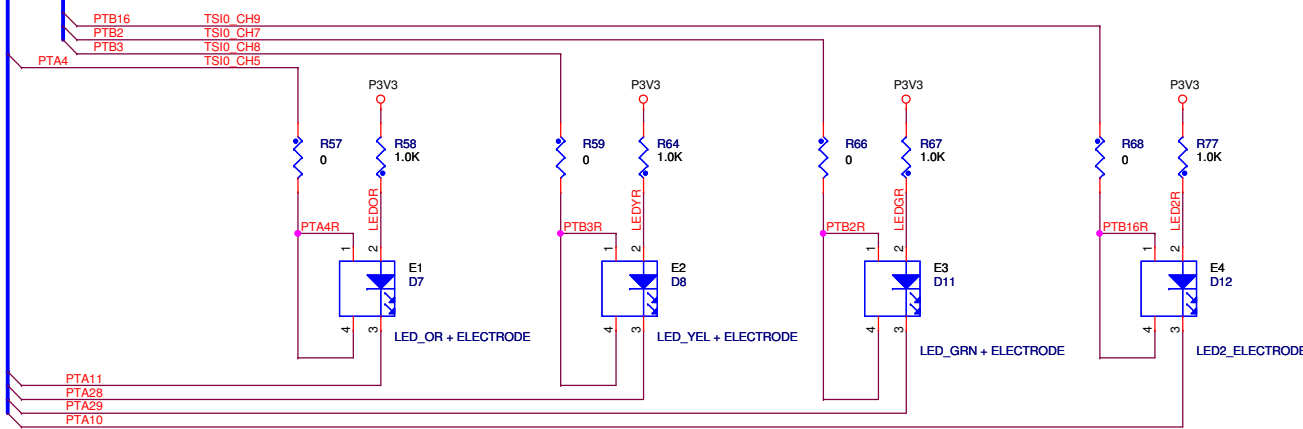 PTB16 TSI0_CH9
PTB2 TSI0_CH7
PTB3 TSI0_CH8
PTA4 TSI0_CH5
P3V3 P3V3 P3V3 P3V3
R57 R58 R59 R64 R66 R67 R68 R77
0 1.0K 0 1.0K 0 1.0K 0 1.0K
LEDOR LEDYR LEDGR LED2R
PTA4R PTB3R PTB2R PTB16R
1 2 1 2 1 2 1 2
E1 E2 E3 E4
D7 D8 D11 D12
4 3 4 3 4 3 4 3
LED_OR + ELECTRODE LED_YEL + ELECTRODE
LED_GRN + ELECTRODE LED2_ELECTRODE
PTA11
PTA28
PTA29
PTA10